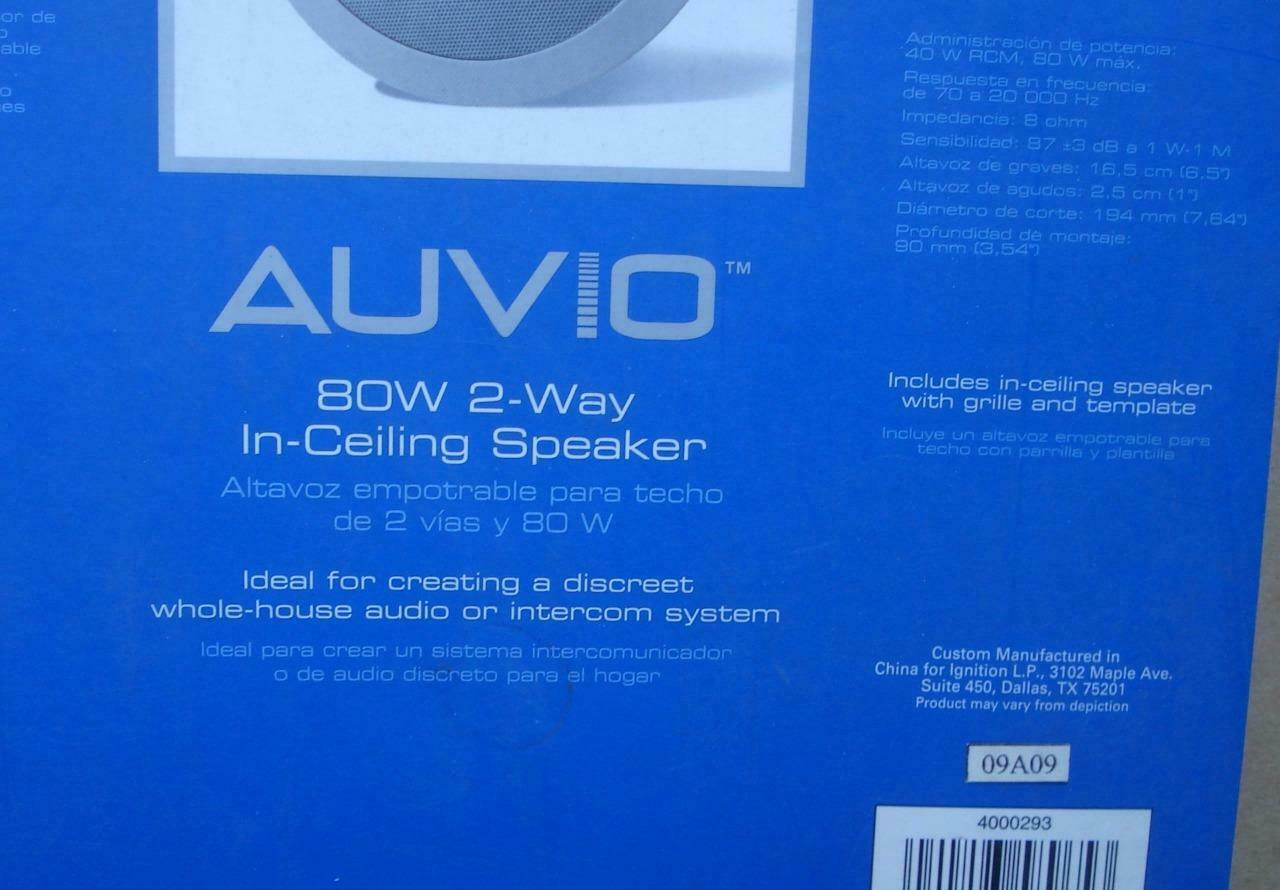 or de
able
o
es
AUVIO™
80W 2-Way
In-Ceiling Speaker
Altavoz empotrable para techo
de 2 vías y 80 W
Ideal for creating a discreet
whole-house audio or intercom system
Ideal para crear un sistema intercomunicador
o de audio discreto para el hogar
Administración de potencia:
40 W RCM, 80 W máx.
Respuesta en frecuencia:
de 70 a 20 000 Hz
Impedancia: 8 ohm
Sensibilidad: 87 ±3 dB a 1 W-1 M
Altavoz de graves: 16,5 cm (6.5")
Altavoz de agudos: 2,5 cm (1")
Diámetro de corte: 194 mm (7,64")
Profundidad de montaje:
90 mm (3,54")
Includes in-ceiling speaker
with grille and template
Incluye un altavoz empotrable para
techo con parrilla y plantilla
Custom Manufactured in
China for Ignition L.P., 3102 Maple Ave.
Suite 450, Dallas, TX 75201
Product may vary from depiction
09A09
4000293